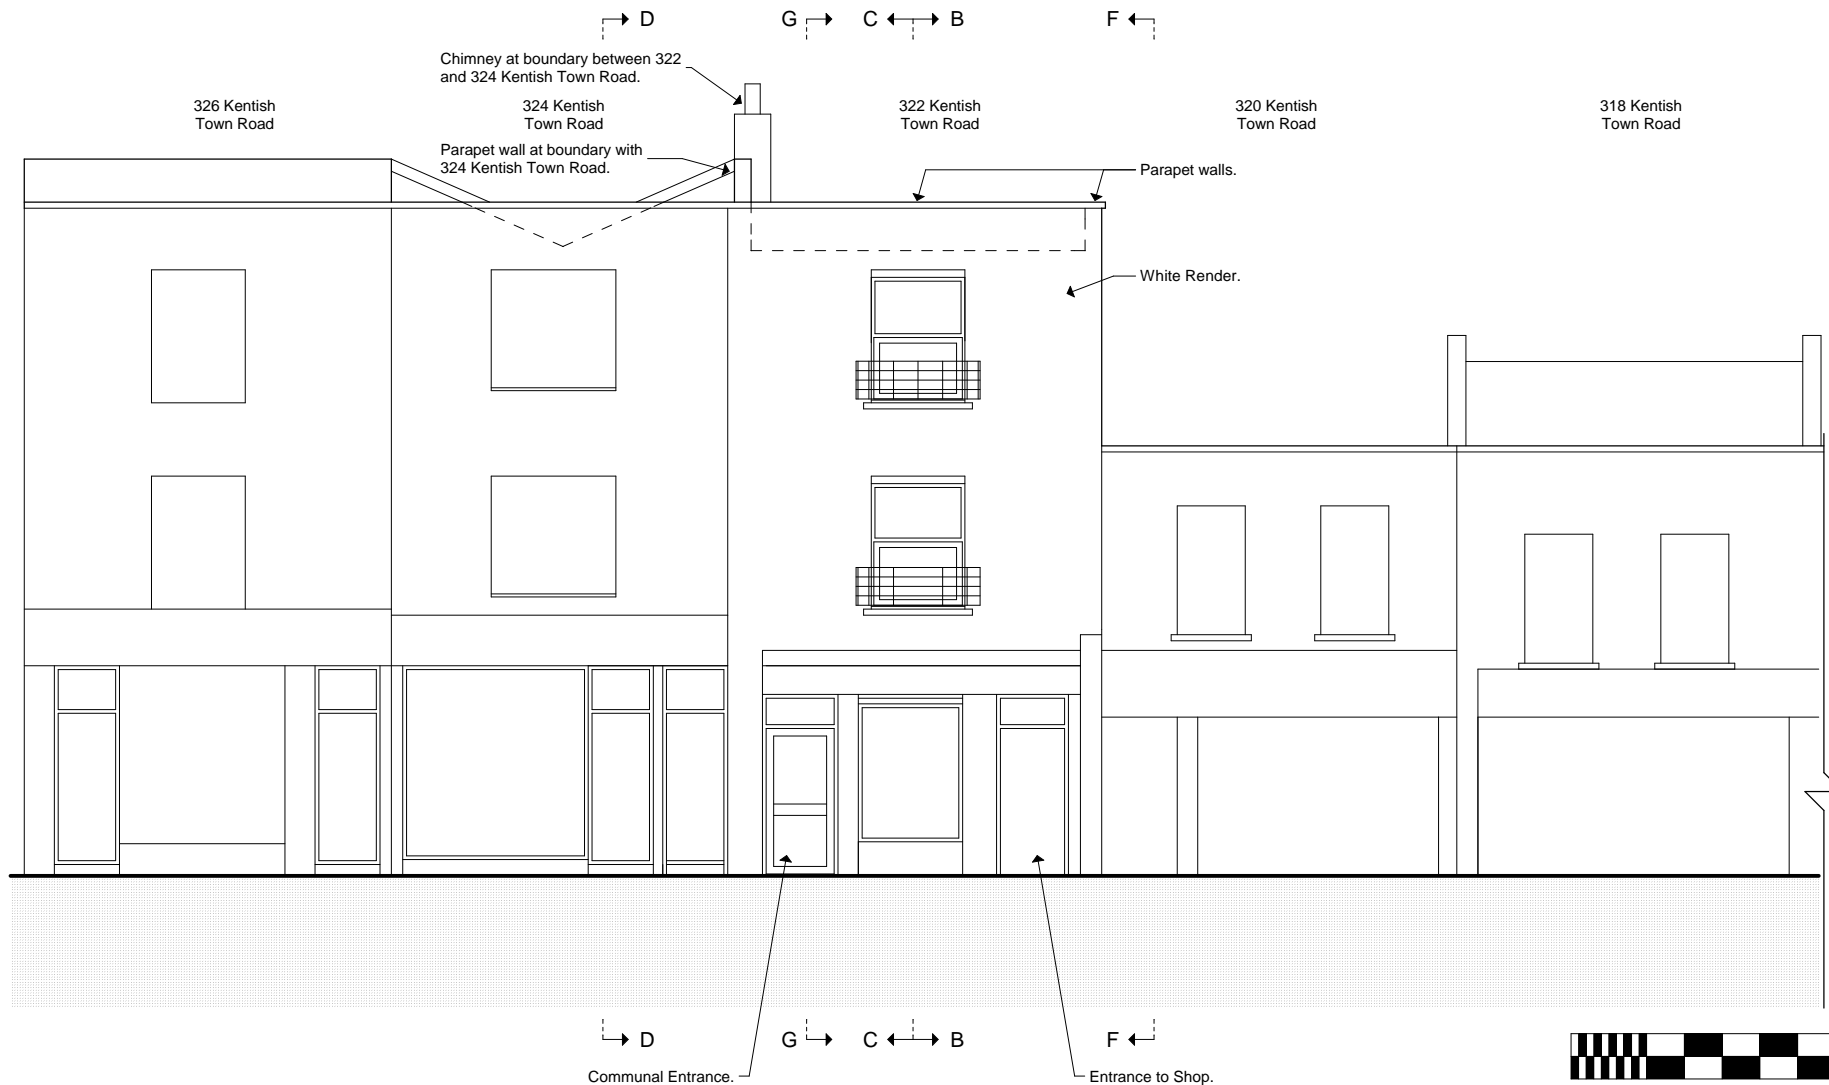 D
G
C
B
F
Chimney at boundary between 322
and 324 Kentish Town Road.
326 Kentish
Town Road
324 Kentish
Town Road
322 Kentish
Town Road
320 Kentish
Town Road
318 Kentish
Town Road
Parapet wall at boundary with
324 Kentish Town Road.
Parapet walls.
White Render.
D
G
C
B
F
Communal Entrance.
Entrance to Shop.